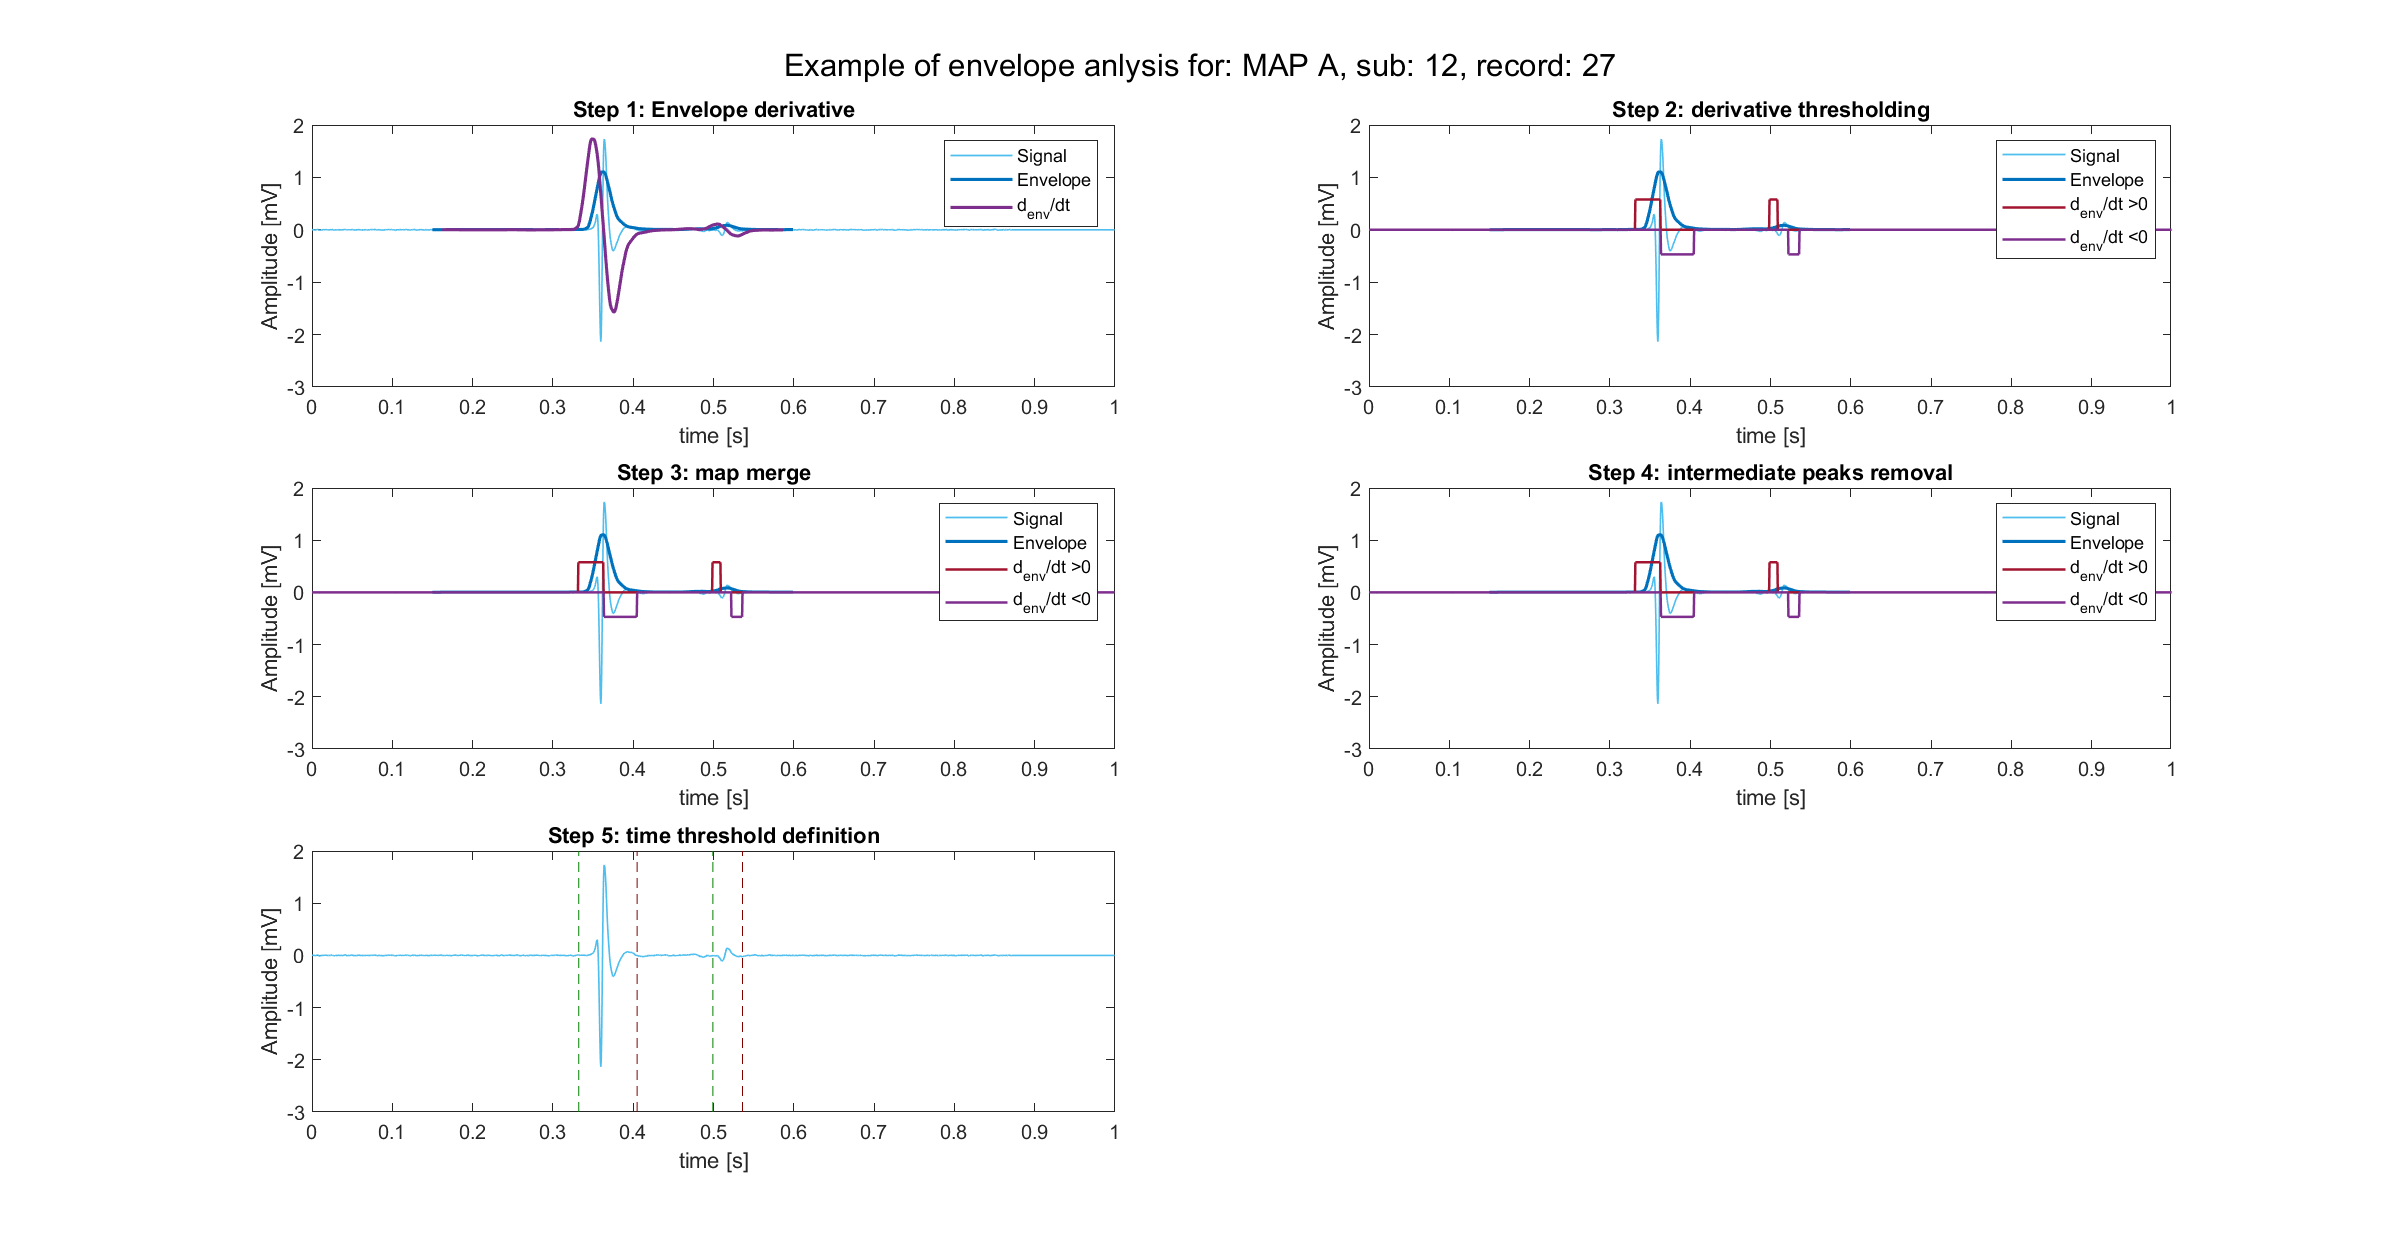 Example of envelope anlysis for: MAP A, sub: 12, record: 27
Step 1: Envelope derivative
2
1
0
-1
-2
-3
Amplitude [mV]
0 0.1 0.2 0.3 0.4 0.5 0.6 0.7 0.8 0.9 1
time [s]
Signal
Envelope
d_env/dt
Step 2: derivative thresholding
2
1
0
-1
-2
-3
Amplitude [mV]
0 0.1 0.2 0.3 0.4 0.5 0.6 0.7 0.8 0.9 1
time [s]
Signal
Envelope
d_env/dt >0
d_env/dt <0
Step 3: map merge
2
1
0
-1
-2
-3
Amplitude [mV]
0 0.1 0.2 0.3 0.4 0.5 0.6 0.7 0.8 0.9 1
time [s]
Signal
Envelope
d_env/dt >0
d_env/dt <0
Step 4: intermediate peaks removal
2
1
0
-1
-2
-3
Amplitude [mV]
0 0.1 0.2 0.3 0.4 0.5 0.6 0.7 0.8 0.9 1
time [s]
Signal
Envelope
d_env/dt >0
d_env/dt <0
Step 5: time threshold definition
2
1
0
-1
-2
-3
Amplitude [mV]
0 0.1 0.2 0.3 0.4 0.5 0.6 0.7 0.8 0.9 1
time [s]